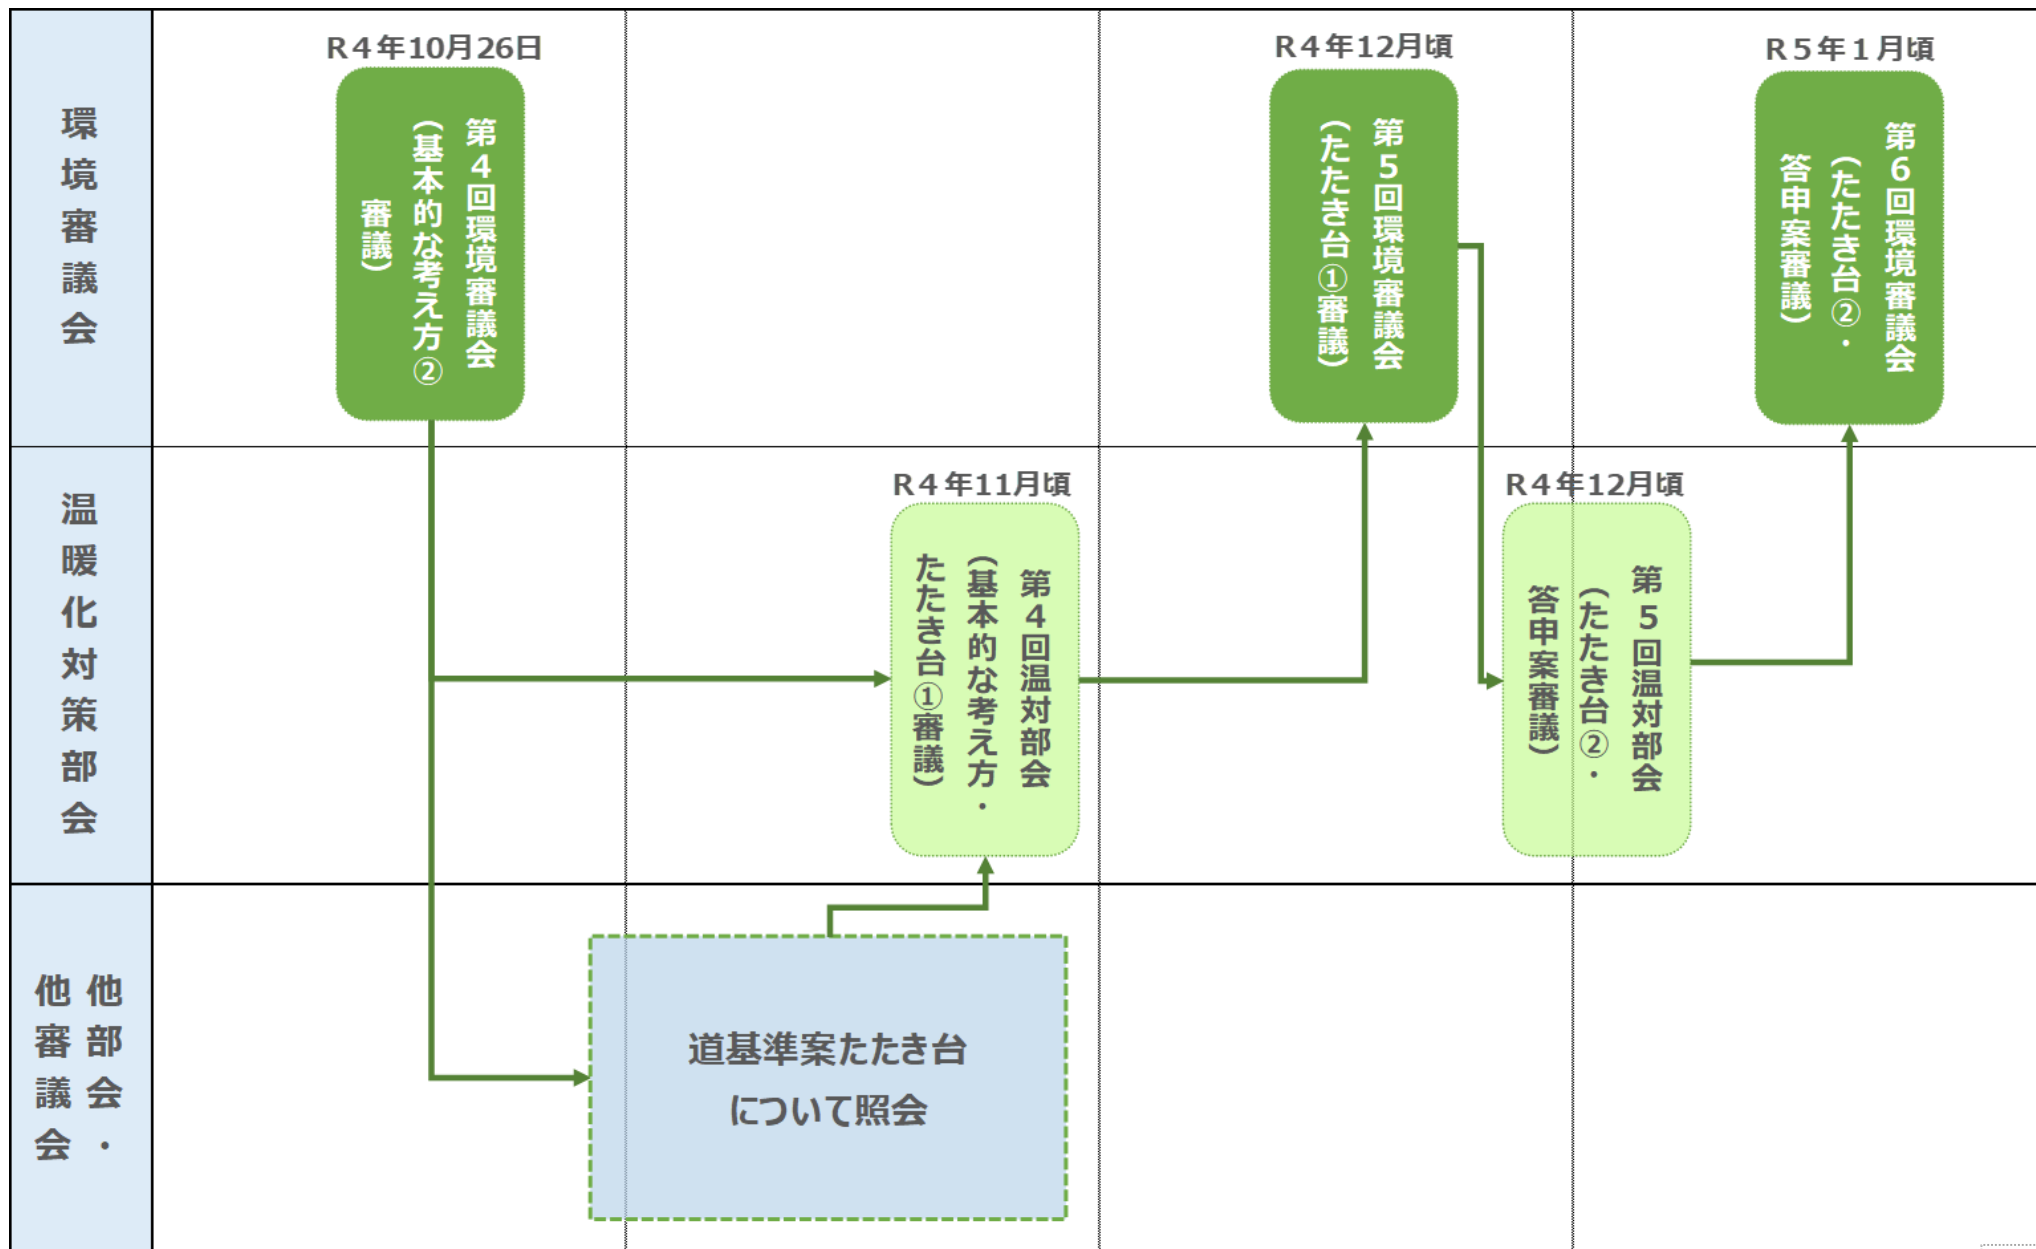 環境審議会
R４年10月26日
第４回環境審議会
（基本的な考え方②
審議）
R４年12月頃
第５回環境審議会
（たたき台①審議）
R５年１月頃
第６回環境審議会
（たたき台②・
答申案審議）
温暖化対策部会
R４年11月頃
第４回温対部会
（基本的な考え方・
たたき台①審議）
R４年12月頃
第５回温対部会
（たたき台②・
答申案審議）
他部会・
他審議会
道基準案たたき台
について照会